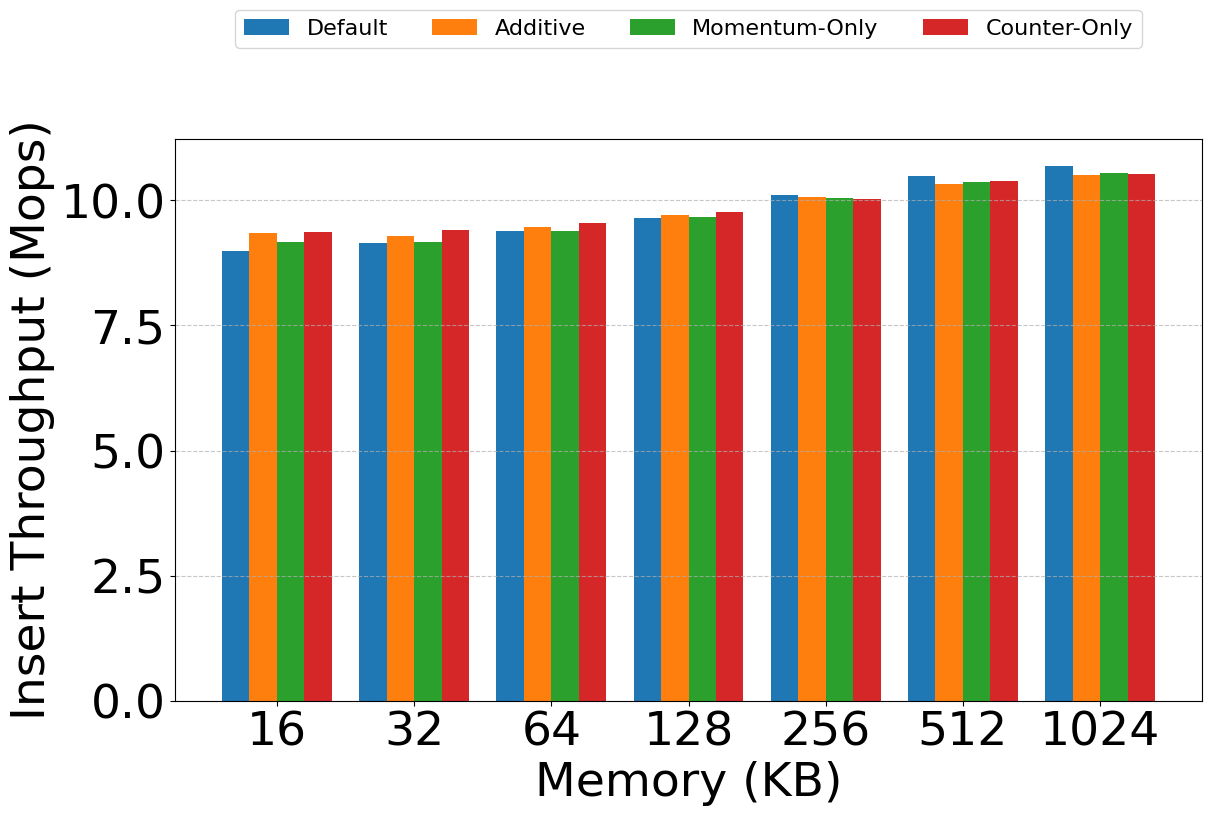 Default Additive Momentum-Only Counter-Only
Insert Throughput (Mops)
10.0
7.5
5.0
2.5
0.0
16 32 64 128 256 512 1024
Memory (KB)